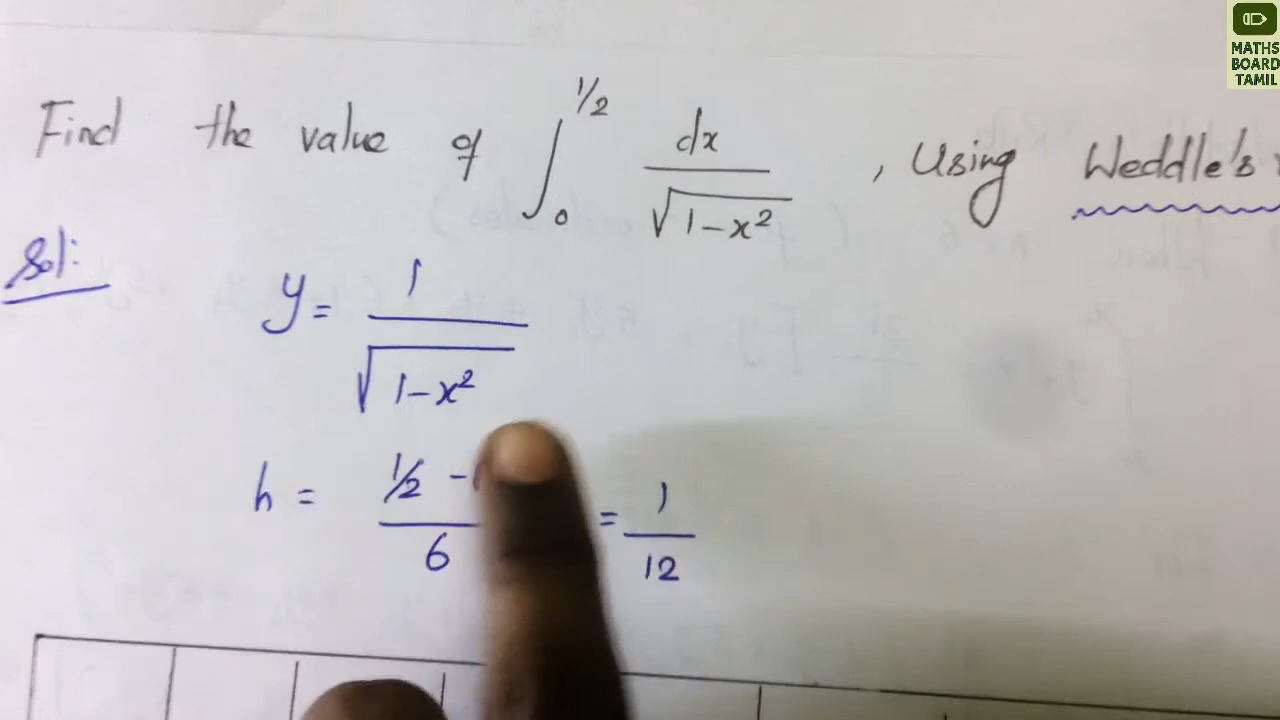 MATHS
BOARD
TAMIL
Find the value of ∫₀^{1/2} dx/√(1-x²) , Using Weddle's
Sol:
y = 1/√(1-x²)
h = (1/2 - )/6 = 1/12